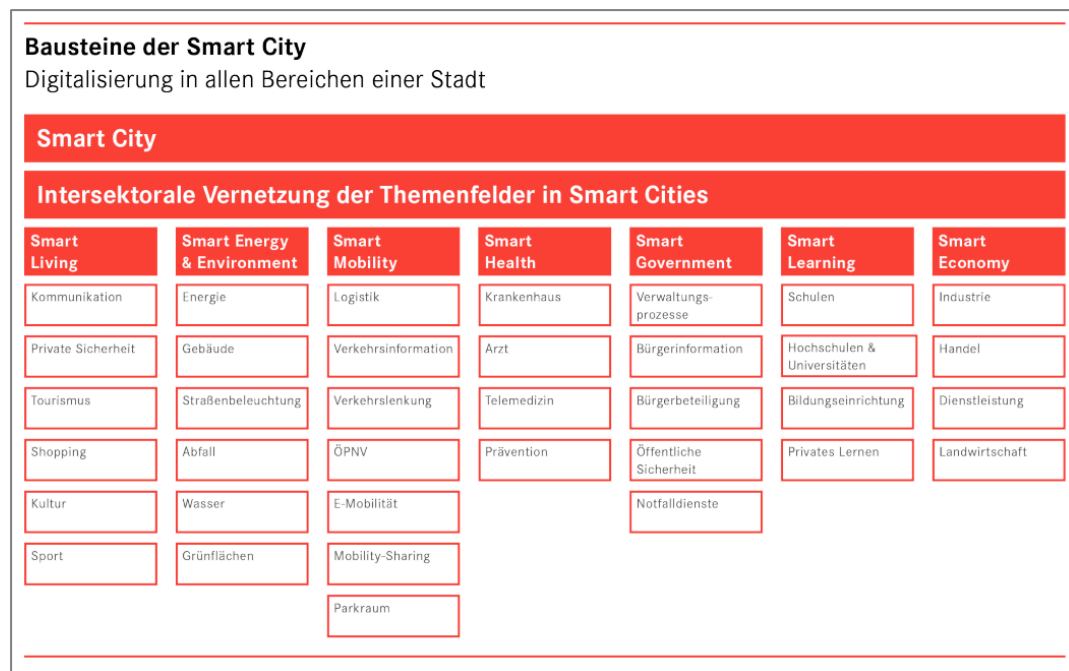 Bausteine der Smart City
Digitalisierung in allen Bereichen einer Stadt
Smart City
Intersektorale Vernetzung der Themenfelder in Smart Cities
Smart
Living
Kommunikation
Private Sicherheit
Tourismus
Shopping
Kultur
Sport
Smart Energy
& Environment
Energie
Gebäude
Straßenbeleuchtung
Abfall
Wasser
Grünflächen
Smart
Mobility
Logistik
Verkehrsinformation
Verkehrslenkung
ÖPNV
E-Mobilität
Mobility-Sharing
Parkraum
Smart
Health
Krankenhaus
Arzt
Telemedizin
Prävention
Smart
Government
Verwaltungs-
prozesse
Bürgerinformation
Bürgerbeteiligung
Öffentliche
Sicherheit
Notfalldienste
Smart
Learning
Schulen
Hochschulen &
Universitäten
Bildungseinrichtung
Privates Lernen
Smart
Economy
Industrie
Handel
Dienstleistung
Landwirtschaft